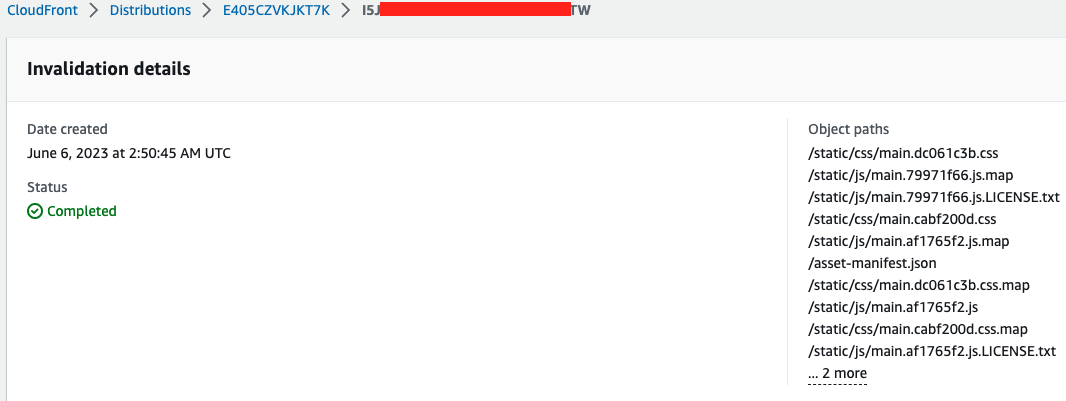 CloudFront > Distributions > E405CZVKJKT7K > I5J TW
Invalidation details
Date created
June 6, 2023 at 2:50:45 AM UTC
Status
Completed
Object paths
/static/css/main.dc061c3b.css
/static/js/main.79971f66.js.map
/static/js/main.79971f66.js.LICENSE.txt
/static/css/main.cabf200d.css
/static/js/main.af1765f2.js.map
/asset-manifest.json
/static/css/main.dc061c3b.css.map
/static/js/main.af1765f2.js
/static/css/main.cabf200d.css.map
/static/js/main.af1765f2.js.LICENSE.txt
... 2 more